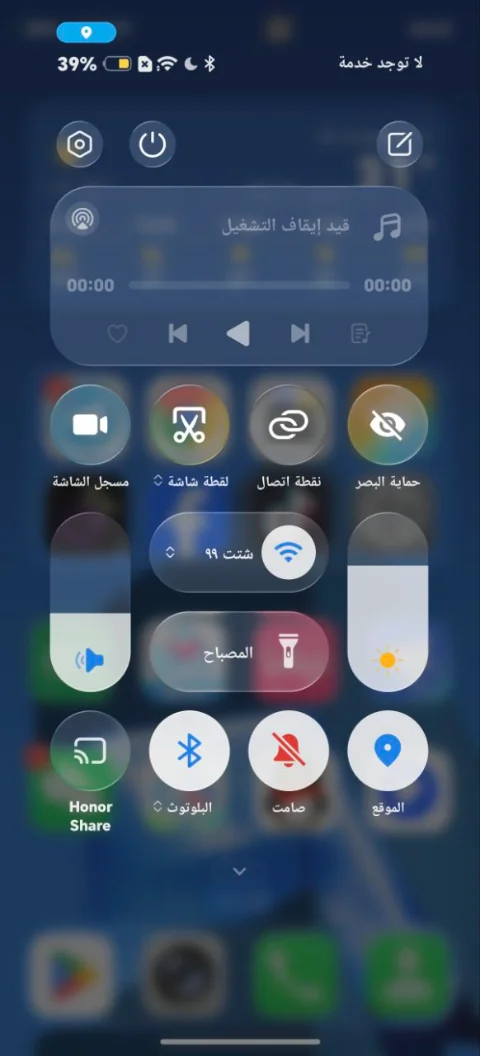 لا توجد خدمة
39%
قيد إيقاف التشغيل
00:00
00:00
حماية البصر
نقطة اتصال
لقطة شاشة
مسجل الشاشة
شتت ٩٩
المصباح
الموقع
صامت
البلوتوث
Honor
Share